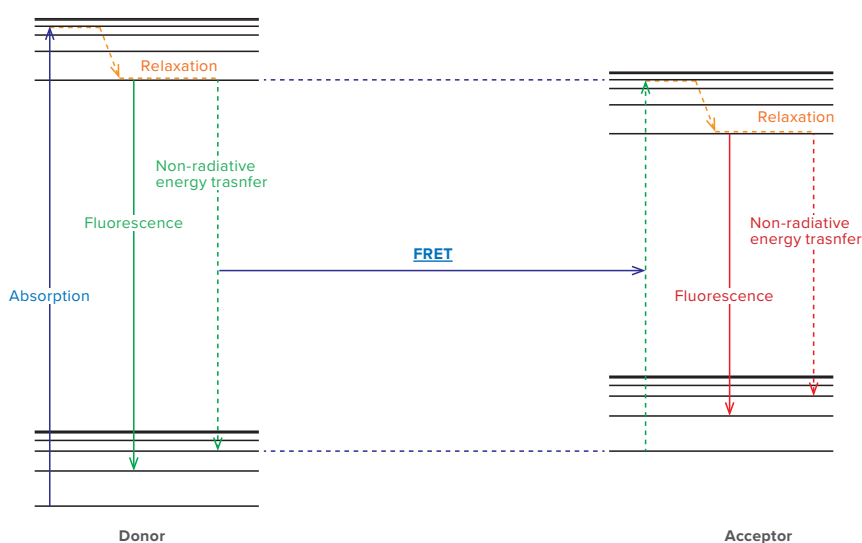 Relaxation
Non-radiative
energy trasnfer
Fluorescence
Absorption
FRET
Relaxation
Non-radiative
energy trasnfer
Fluorescence
Donor
Acceptor